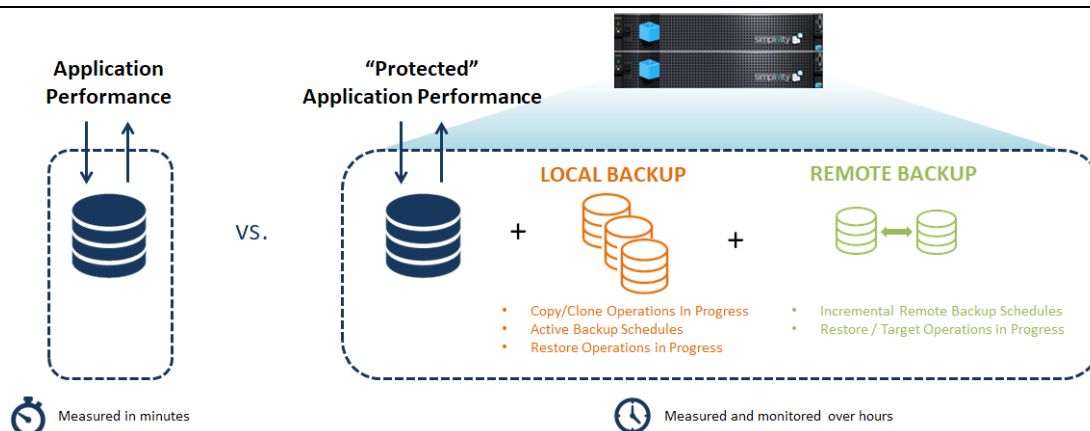 simplivity
simplivity
Application
Performance
"Protected"
Application Performance
vs.
LOCAL BACKUP
REMOTE BACKUP
+
+
• Copy/Clone Operations In Progress
• Active Backup Schedules
• Restore Operations in Progress
• Incremental Remote Backup Schedules
• Restore / Target Operations in Progress
Measured in minutes
Measured and monitored over hours